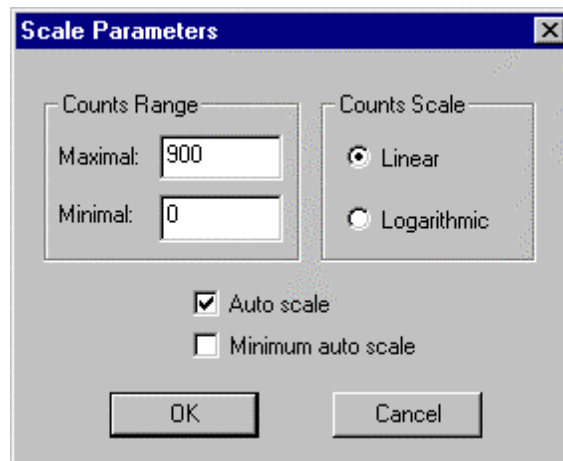 Scale Parameters
Counts Range
Maximal: 900
Minimal: 0
Counts Scale
Linear
Logarithmic
Auto scale
Minimum auto scale
OK Cancel